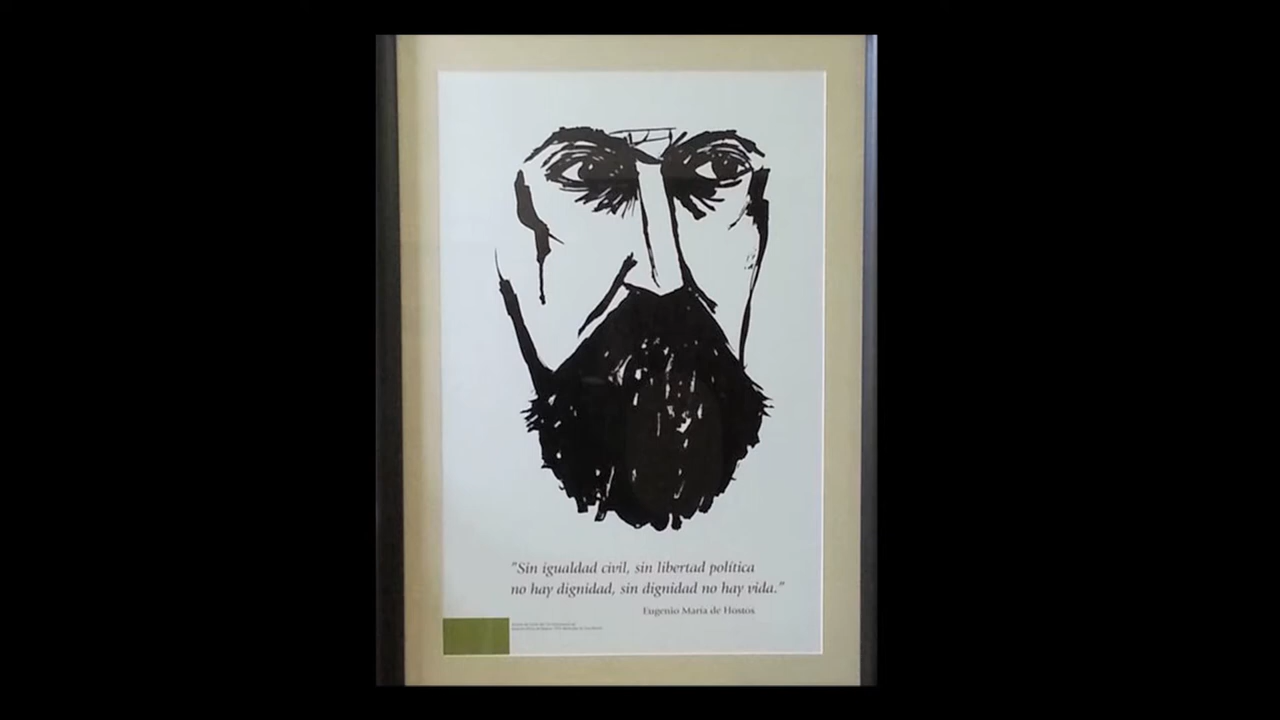 "Sin igualdad civil, sin libertad política
no hay dignidad, sin dignidad no hay vida."
Eugenio María de Hostos